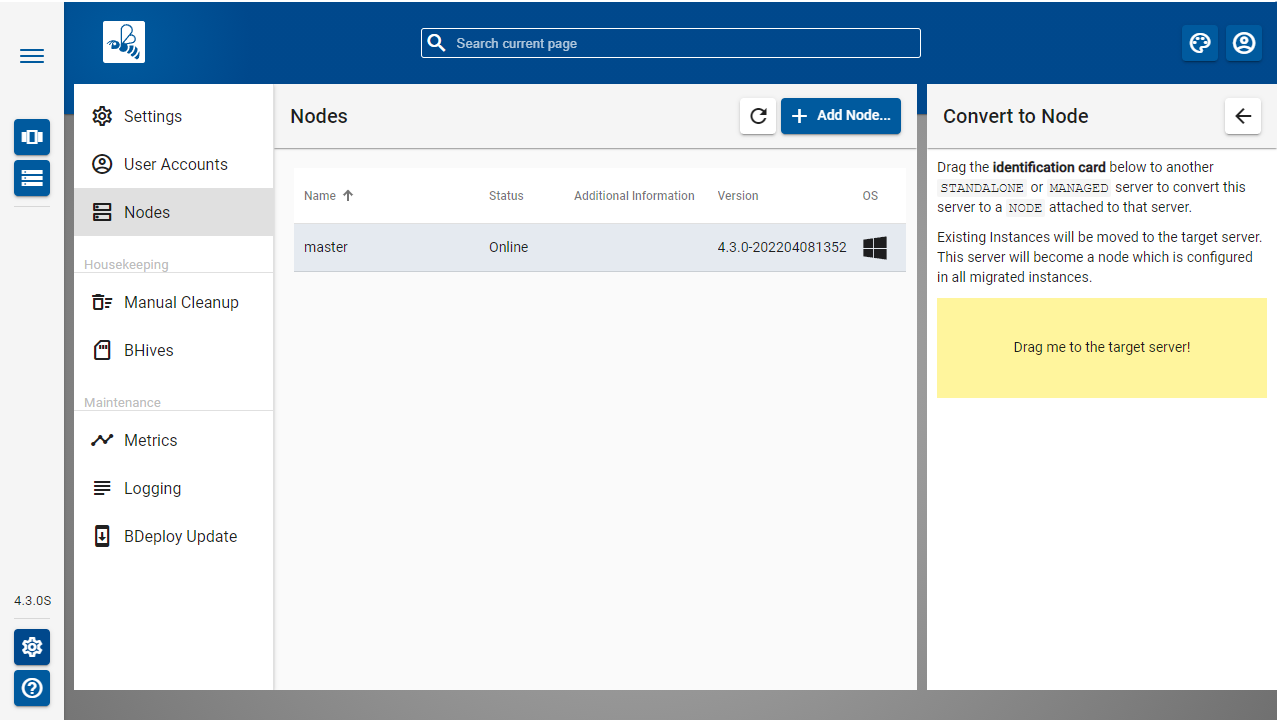 Search current page
Settings
User Accounts
Nodes
Housekeeping
Manual Cleanup
BHives
Maintenance
Metrics
Logging
BDeploy Update
4.3.0S
Nodes
Add Node...
Name Status Additional Information Version OS
master Online 4.3.0-202204081352
Convert to Node
Drag the identification card below to another
STANDALONE or MANAGED server to convert this
server to a NODE attached to that server.
Existing Instances will be moved to the target server.
This server will become a node which is configured
in all migrated instances.
Drag me to the target server!